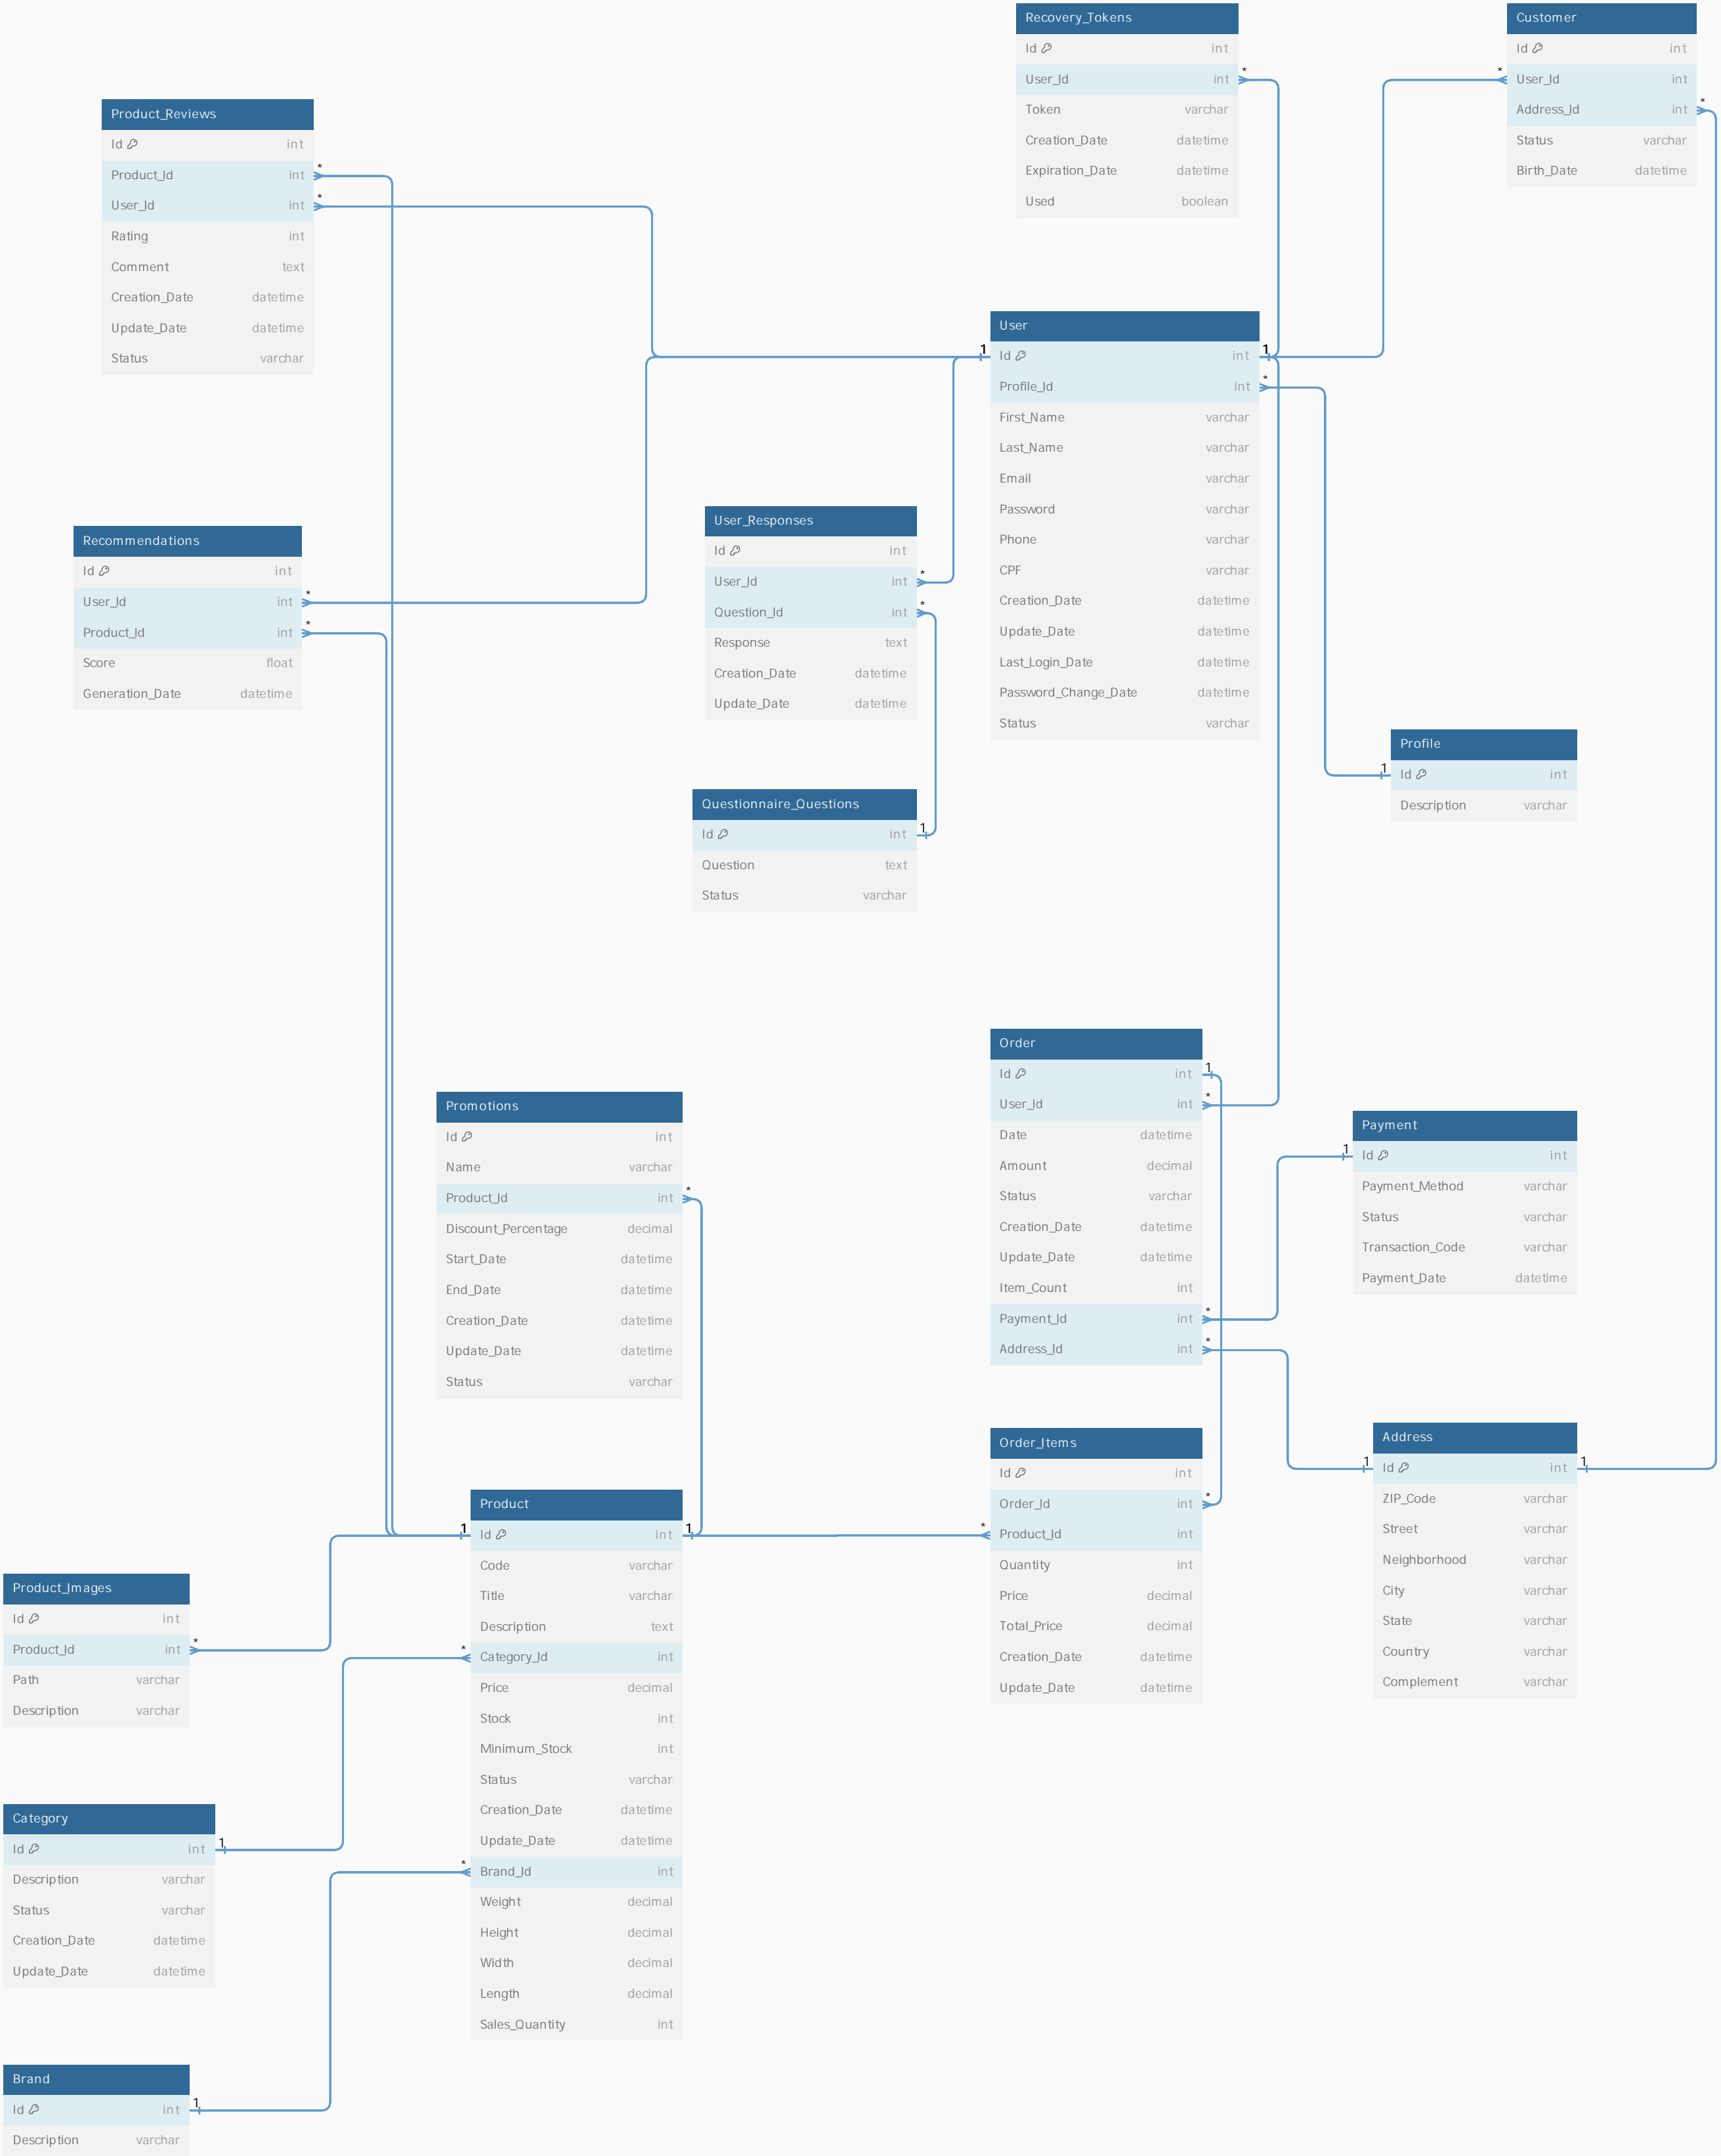 Recovery_Tokens
Id int
User_Id int
Token varchar
Creation_Date datetime
Expiration_Date datetime
Used boolean
Customer
Id int
User_Id int
Address_Id int
Status varchar
Birth_Date datetime
Product_Reviews
Id int
Product_Id int
User_Id int
Rating int
Comment text
Creation_Date datetime
Update_Date datetime
Status varchar
User
Id int
Profile_Id int
First_Name varchar
Last_Name varchar
Email varchar
Password varchar
Phone varchar
CPF varchar
Creation_Date datetime
Update_Date datetime
Last_Login_Date datetime
Password_Change_Date datetime
Status varchar
Recommendations
Id int
User_Id int
Product_Id int
Score float
Generation_Date datetime
User_Responses
Id int
User_Id int
Question_Id int
Response text
Creation_Date datetime
Update_Date datetime
Profile
Id int
Description varchar
Questionnaire_Questions
Id int
Question text
Status varchar
Order
Id int
User_Id int
Date datetime
Amount decimal
Status varchar
Creation_Date datetime
Update_Date datetime
Item_Count int
Payment_Id int
Address_Id int
Promotions
Id int
Name varchar
Product_Id int
Discount_Percentage decimal
Start_Date datetime
End_Date datetime
Creation_Date datetime
Update_Date datetime
Status varchar
Payment
Id int
Payment_Method varchar
Status varchar
Transaction_Code varchar
Payment_Date datetime
Order_Items
Id int
Order_Id int
Product_Id int
Quantity int
Price decimal
Total_Price decimal
Creation_Date datetime
Update_Date datetime
Address
Id int
ZIP_Code varchar
Street varchar
Neighborhood varchar
City varchar
State varchar
Country varchar
Complement varchar
Product
Id int
Code varchar
Title varchar
Description text
Category_Id int
Price decimal
Stock int
Minimum_Stock int
Status varchar
Creation_Date datetime
Update_Date datetime
Brand_Id int
Weight decimal
Height decimal
Width decimal
Length decimal
Sales_Quantity int
Product_Images
Id int
Product_Id int
Path varchar
Description varchar
Category
Id int
Description varchar
Status varchar
Creation_Date datetime
Update_Date datetime
Brand
Id int
Description varchar